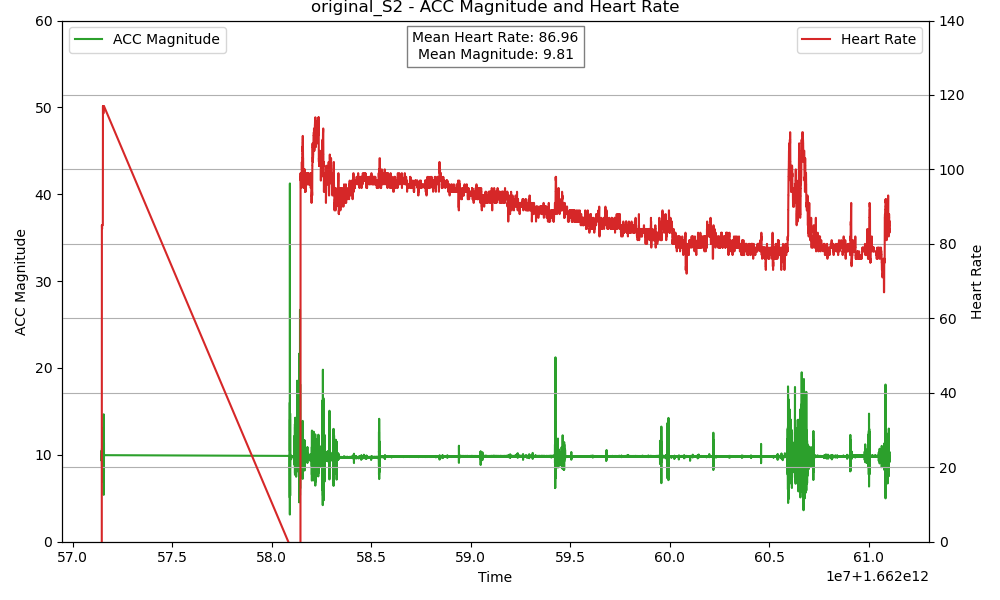 original_S2 - ACC Magnitude and Heart Rate
ACC Magnitude
Mean Heart Rate: 86.96
Mean Magnitude: 9.81
Heart Rate
60
50
40
30
20
10
0
ACC Magnitude
140
120
100
80
60
40
20
0
Heart Rate
57.0 57.5 58.0 58.5 59.0 59.5 60.0 60.5 61.0
Time
1e7+1.662e12